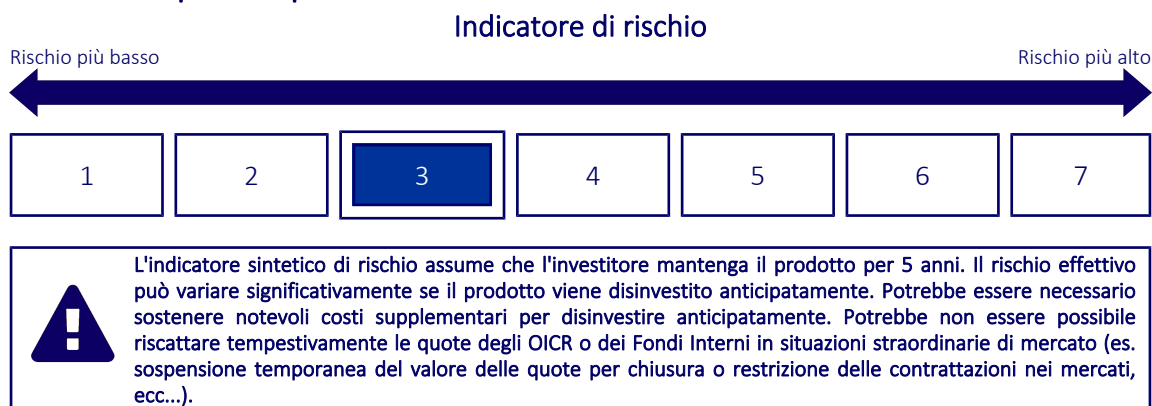 Indicatore di rischio
Rischio più basso
Rischio più alto
1
2
3
4
5
6
7
L'indicatore sintetico di rischio assume che l'investitore mantenga il prodotto per 5 anni. Il rischio effettivo
può variare significativamente se il prodotto viene disinvestito anticipatamente. Potrebbe essere necessario
sostenere notevoli costi supplementari per disinvestire anticipatamente. Potrebbe non essere possibile
riscattare tempestivamente le quote degli OICR o dei Fondi Interni in situazioni straordinarie di mercato (es.
sospensione temporanea del valore delle quote per chiusura o restrizione delle contrattazioni nei mercati,
ecc...).